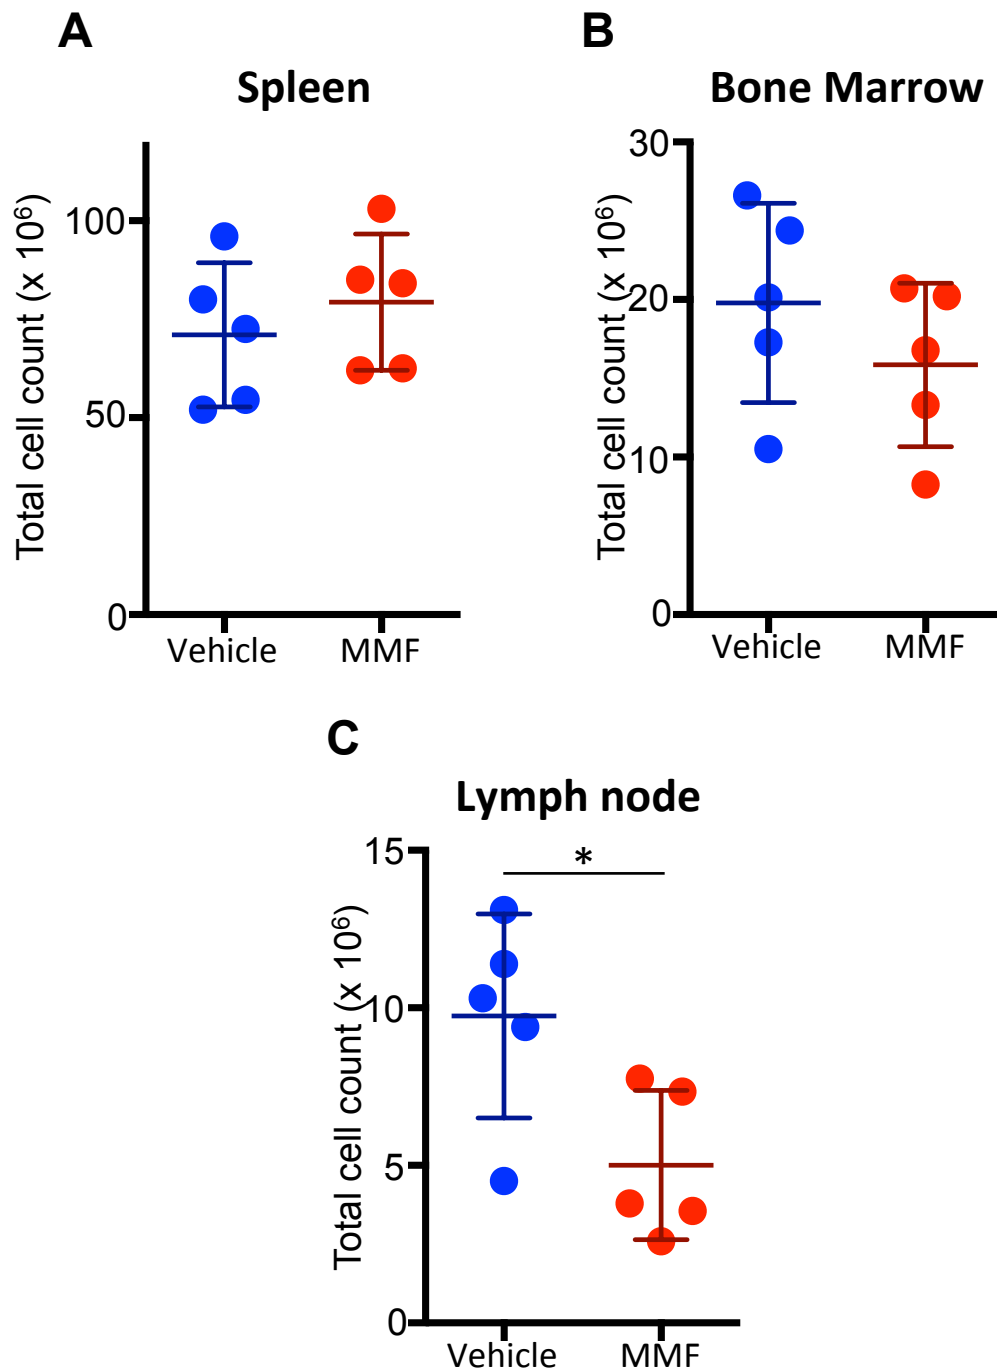 A
Spleen
Total cell count (x 10⁶)
100
50
0
Vehicle MMF
B
Bone Marrow
Total cell count (x 10⁶)
30
20
10
0
Vehicle MMF
C
Lymph node
*
Total cell count (x 10⁶)
15
10
5
0
Vehicle MMF